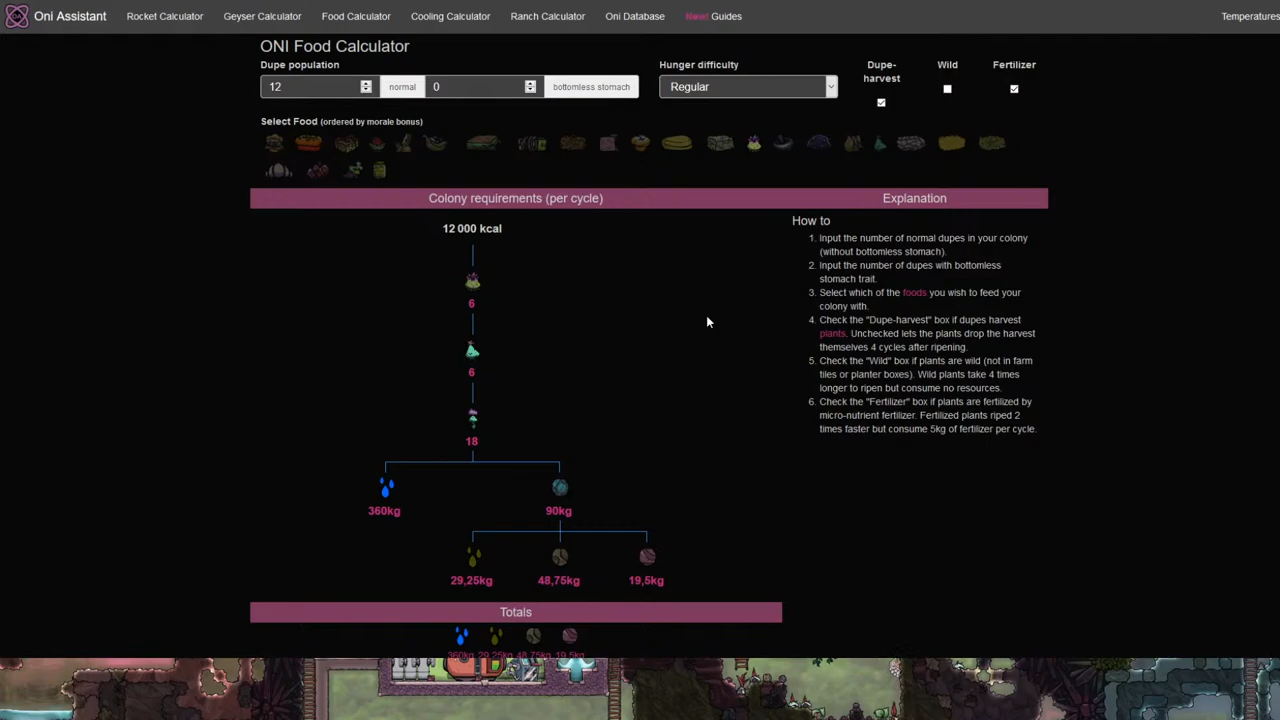 Oni Assistant Rocket Calculator Geyser Calculator Food Calculator Cooling Calculator Ranch Calculator Oni Database New! Guides Temperatures
ONI Food Calculator
Dupe population Hunger difficulty Dupe-harvest Wild Fertilizer
12 normal 0 bottomless stomach Regular
Select Food (ordered by morale bonus)
Colony requirements (per cycle) Explanation
12 000 kcal
6
6
18
360kg 90kg
29,25kg 48,75kg 19,5kg
Totals
360kg 29,25kg 48,75kg 19,5kg
How to
1. Input the number of normal dupes in your colony
(without bottomless stomach).
2. Input the number of dupes with bottomless
stomach trait.
3. Select which of the foods you wish to feed your
colony with.
4. Check the "Dupe-harvest" box if dupes harvest
plants. Unchecked lets the plants drop the harvest
themselves 4 cycles after ripening.
5. Check the "Wild" box if plants are wild (not in farm
tiles or planter boxes). Wild plants take 4 times
longer to ripen but consume no resources.
6. Check the "Fertilizer" box if plants are fertilized by
micro-nutrient fertilizer. Fertilized plants riped 2
times faster but consume 5kg of fertilizer per cycle.